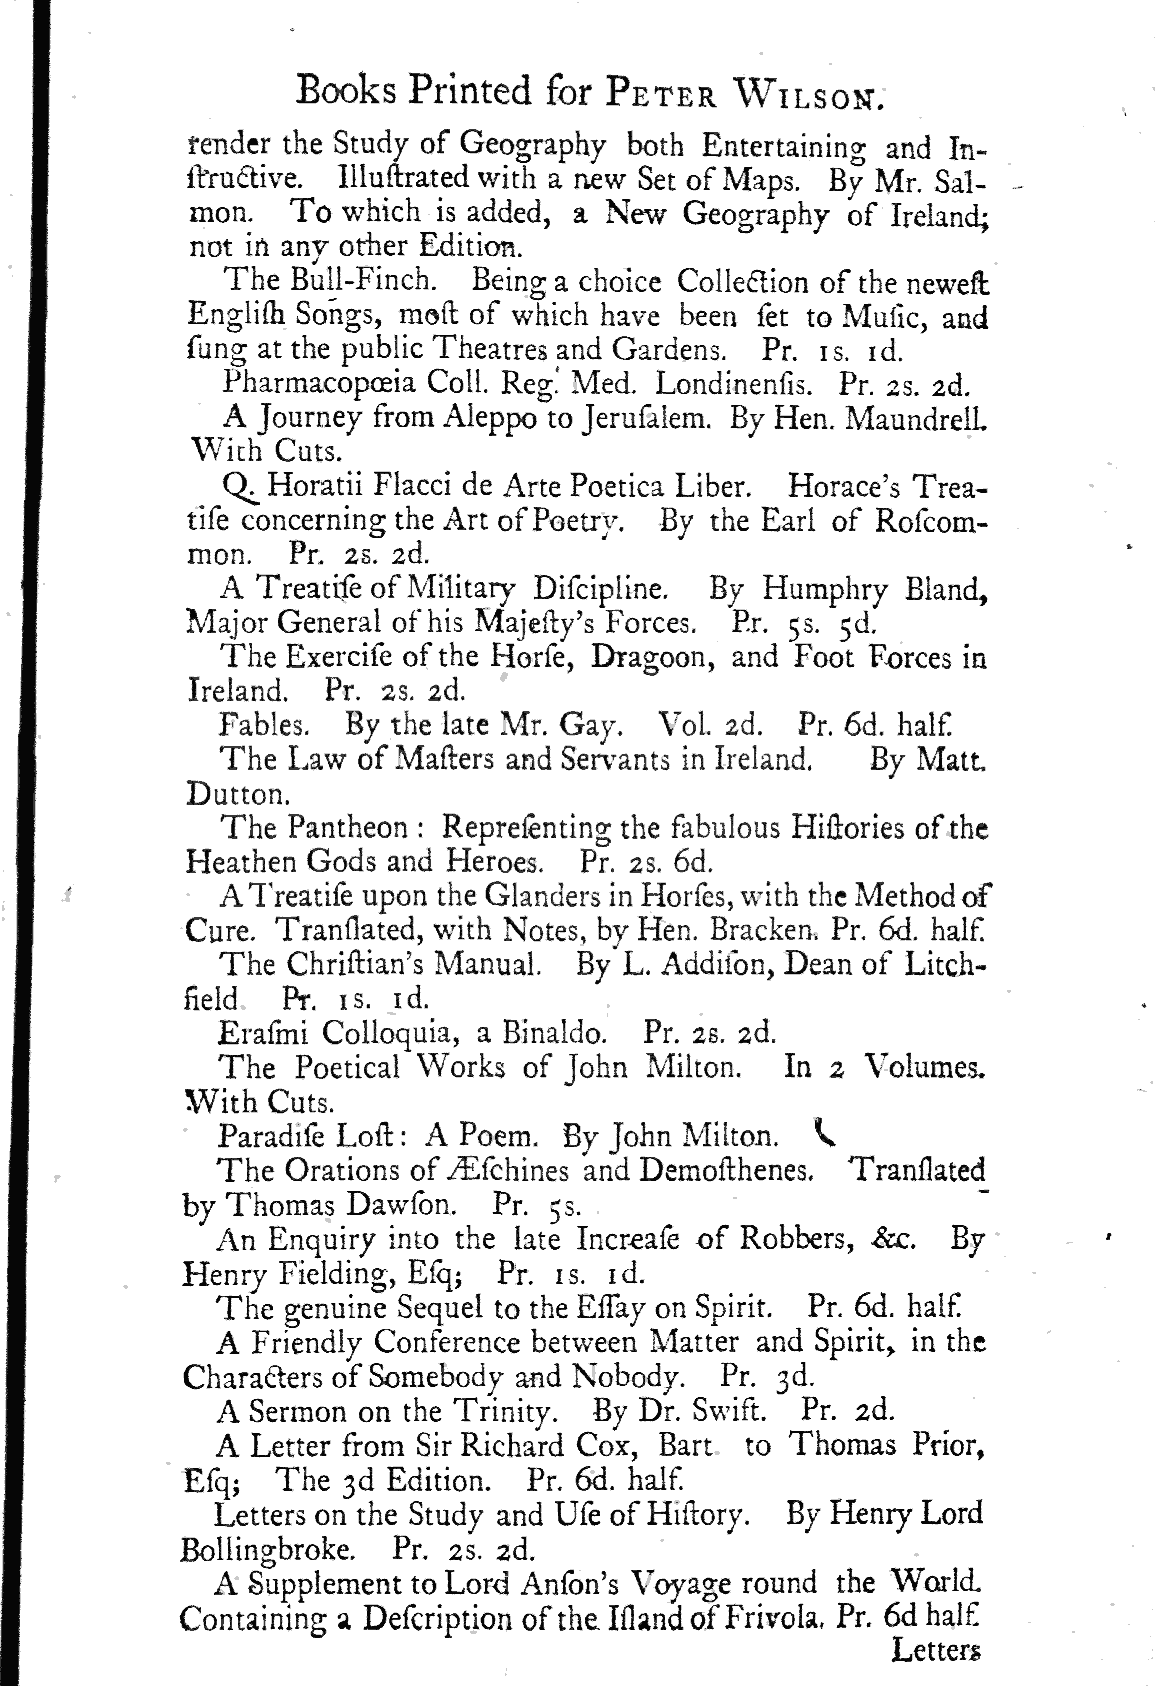 Books Printed for PETER WILSON.
render the Study of Geography both Entertaining and In-
ſtructive. Illuſtrated with a new Set of Maps. By Mr. Sal-
mon. To which is added, a New Geography of Ireland;
not in any other Edition.
The Bull-Finch. Being a choice Collection of the neweſt
Engliſh Songs, moſt of which have been ſet to Muſic, and
ſung at the public Theatres and Gardens. Pr. 1s. 1d.
Pharmacopœia Coll. Reg. Med. Londinenſis. Pr. 2s. 2d.
A Journey from Aleppo to Jeruſalem. By Hen. Maundrell.
With Cuts.
Q. Horatii Flacci de Arte Poetica Liber. Horace's Trea-
tiſe concerning the Art of Poetry. By the Earl of Roſcom-
mon. Pr. 2s. 2d.
A Treatiſe of Military Diſcipline. By Humphry Bland,
Major General of his Majeſty's Forces. Pr. 5s. 5d.
The Exerciſe of the Horſe, Dragoon, and Foot Forces in
Ireland. Pr. 2s. 2d.
Fables. By the late Mr. Gay. Vol. 2d. Pr. 6d. half.
The Law of Maſters and Servants in Ireland. By Matt.
Dutton.
The Pantheon : Repreſenting the fabulous Hiſtories of the
Heathen Gods and Heroes. Pr. 2s. 6d.
A Treatiſe upon the Glanders in Horſes, with the Method of
Cure. Tranſlated, with Notes, by Hen. Bracken. Pr. 6d. half.
The Chriſtian's Manual. By L. Addiſon, Dean of Litch-
field. Pr. 1s. 1d.
Eraſmi Colloquia, a Binaldo. Pr. 2s. 2d.
The Poetical Works of John Milton. In 2 Volumes.
With Cuts.
Paradiſe Loſt: A Poem. By John Milton.
The Orations of Æſchines and Demoſthenes. Tranſlated
by Thomas Dawſon. Pr. 5s.
An Enquiry into the late Increaſe of Robbers, &c. By
Henry Fielding, Eſq; Pr. 1s. 1d.
The genuine Sequel to the Eſſay on Spirit. Pr. 6d. half.
A Friendly Conference between Matter and Spirit, in the
Characters of Somebody and Nobody. Pr. 3d.
A Sermon on the Trinity. By Dr. Swift. Pr. 2d.
A Letter from Sir Richard Cox, Bart. to Thomas Prior,
Eſq; The 3d Edition. Pr. 6d. half.
Letters on the Study and Uſe of Hiſtory. By Henry Lord
Bollingbroke. Pr. 2s. 2d.
A Supplement to Lord Anſon's Voyage round the World.
Containing a Deſcription of the Iſland of Frivola. Pr. 6d half.
Letters